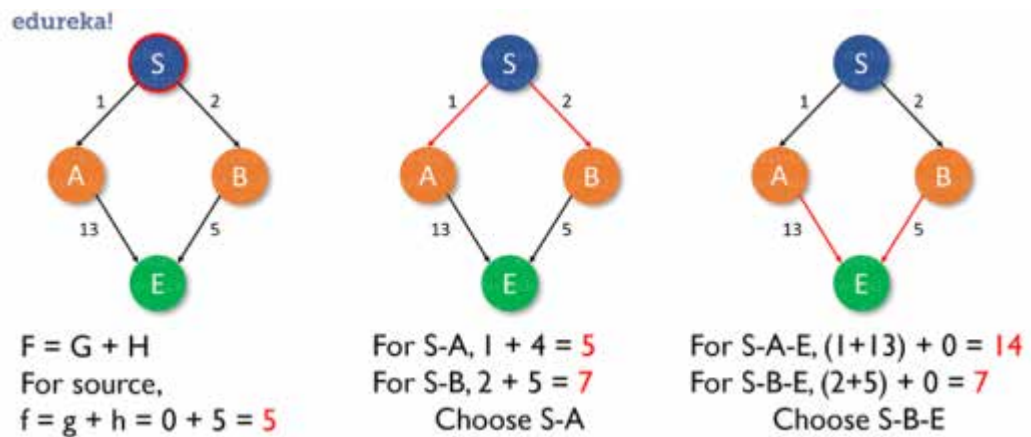 edureka!
S
1
2
A
B
13
5
E
F = G + H
For source,
f = g + h = 0 + 5 = 5
S
1
2
A
B
13
5
E
For S-A, 1 + 4 = 5
For S-B, 2 + 5 = 7
Choose S-A
S
1
2
A
B
13
5
E
For S-A-E, (1+13) + 0 = 14
For S-B-E, (2+5) + 0 = 7
Choose S-B-E